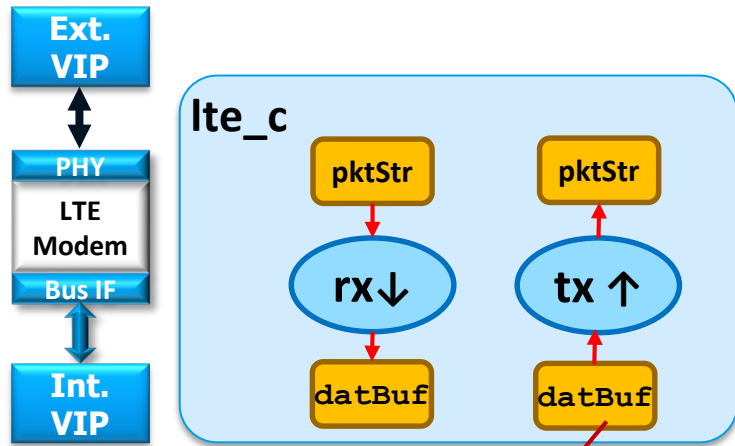 Ext.
VIP
PHY
LTE
Modem
Bus IF
Int.
VIP
lte_c
pktStr
pktStr
rx↓
tx ↑
datBuf
datBuf